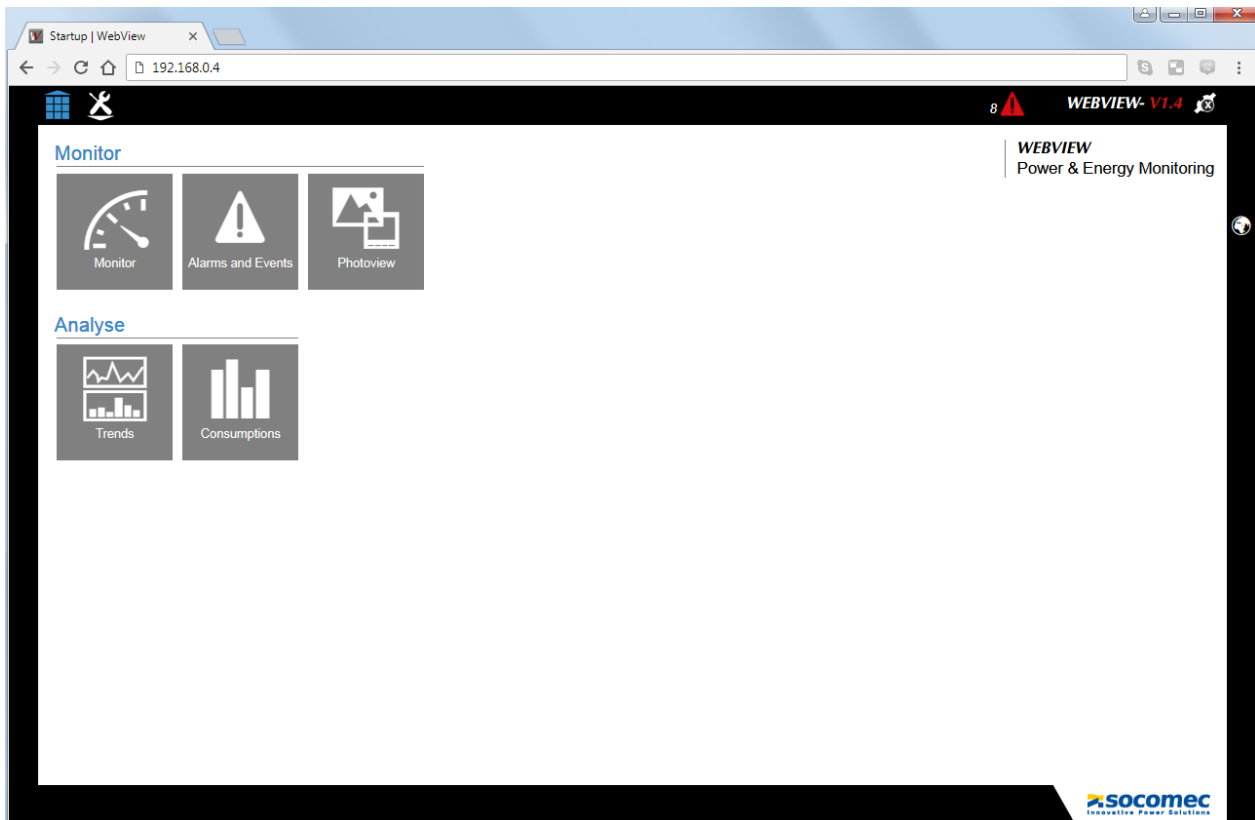 Startup | WebView
192.168.0.4
8
WEBVIEW- V1.4
Monitor
WEBVIEW
Power & Energy Monitoring
Monitor
Alarms and Events
Photoview
Analyse
Trends
Consumptions
socomec
Innovative Power Solutions